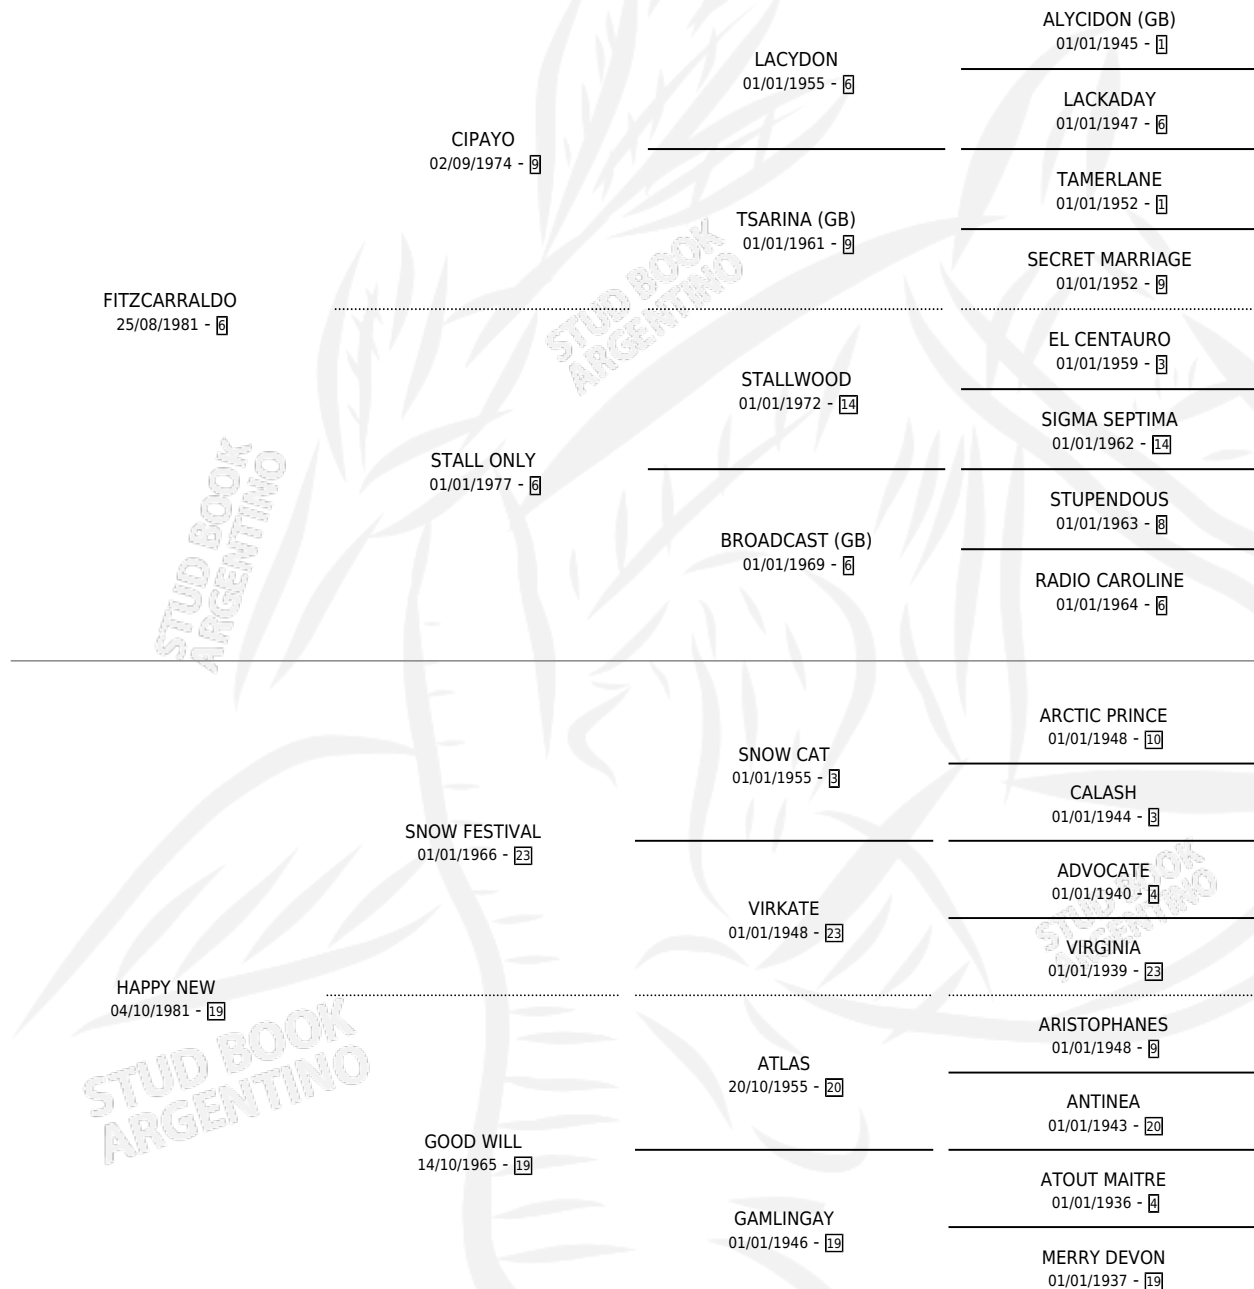 ALYCIDON (GB)
01/01/1945 - 1
LACYDON
01/01/1955 - 6
LACKADAY
01/01/1947 - 6
CIPAYO
02/09/1974 - 9
TAMERLANE
01/01/1952 - 1
TSARINA (GB)
01/01/1961 - 9
SECRET MARRIAGE
01/01/1952 - 9
FITZCARRALDO
25/08/1981 - 6
EL CENTAURO
01/01/1959 - 3
STALLWOOD
01/01/1972 - 14
SIGMA SEPTIMA
01/01/1962 - 14
STALL ONLY
01/01/1977 - 6
STUPENDOUS
01/01/1963 - 8
BROADCAST (GB)
01/01/1969 - 6
RADIO CAROLINE
01/01/1964 - 6
ARCTIC PRINCE
01/01/1948 - 10
SNOW CAT
01/01/1955 - 3
CALASH
01/01/1944 - 3
SNOW FESTIVAL
01/01/1966 - 23
ADVOCATE
01/01/1940 - 4
VIRKATE
01/01/1948 - 23
VIRGINIA
01/01/1939 - 23
HAPPY NEW
04/10/1981 - 19
ARISTOPHANES
01/01/1948 - 9
ATLAS
20/10/1955 - 20
ANTINEA
01/01/1943 - 20
GOOD WILL
14/10/1965 - 19
ATOUT MAITRE
01/01/1936 - 4
GAMLINGAY
01/01/1946 - 19
MERRY DEVON
01/01/1937 - 19
STUD BOOK
ARGENTINO
STUD BOOK
ARGENTINO
STUD BOOK
ARGENTINO
STUD BOOK
ARGENTINO